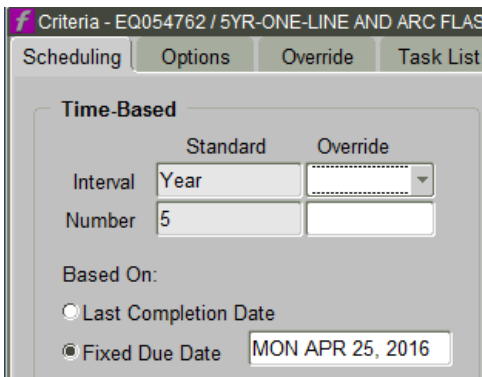 Criteria - EQ054762 / 5YR-ONE-LINE AND ARC FLAS
Scheduling Options Override Task List
Time-Based
Standard Override
Interval Year
Number 5
Based On:
Last Completion Date
Fixed Due Date MON APR 25, 2016